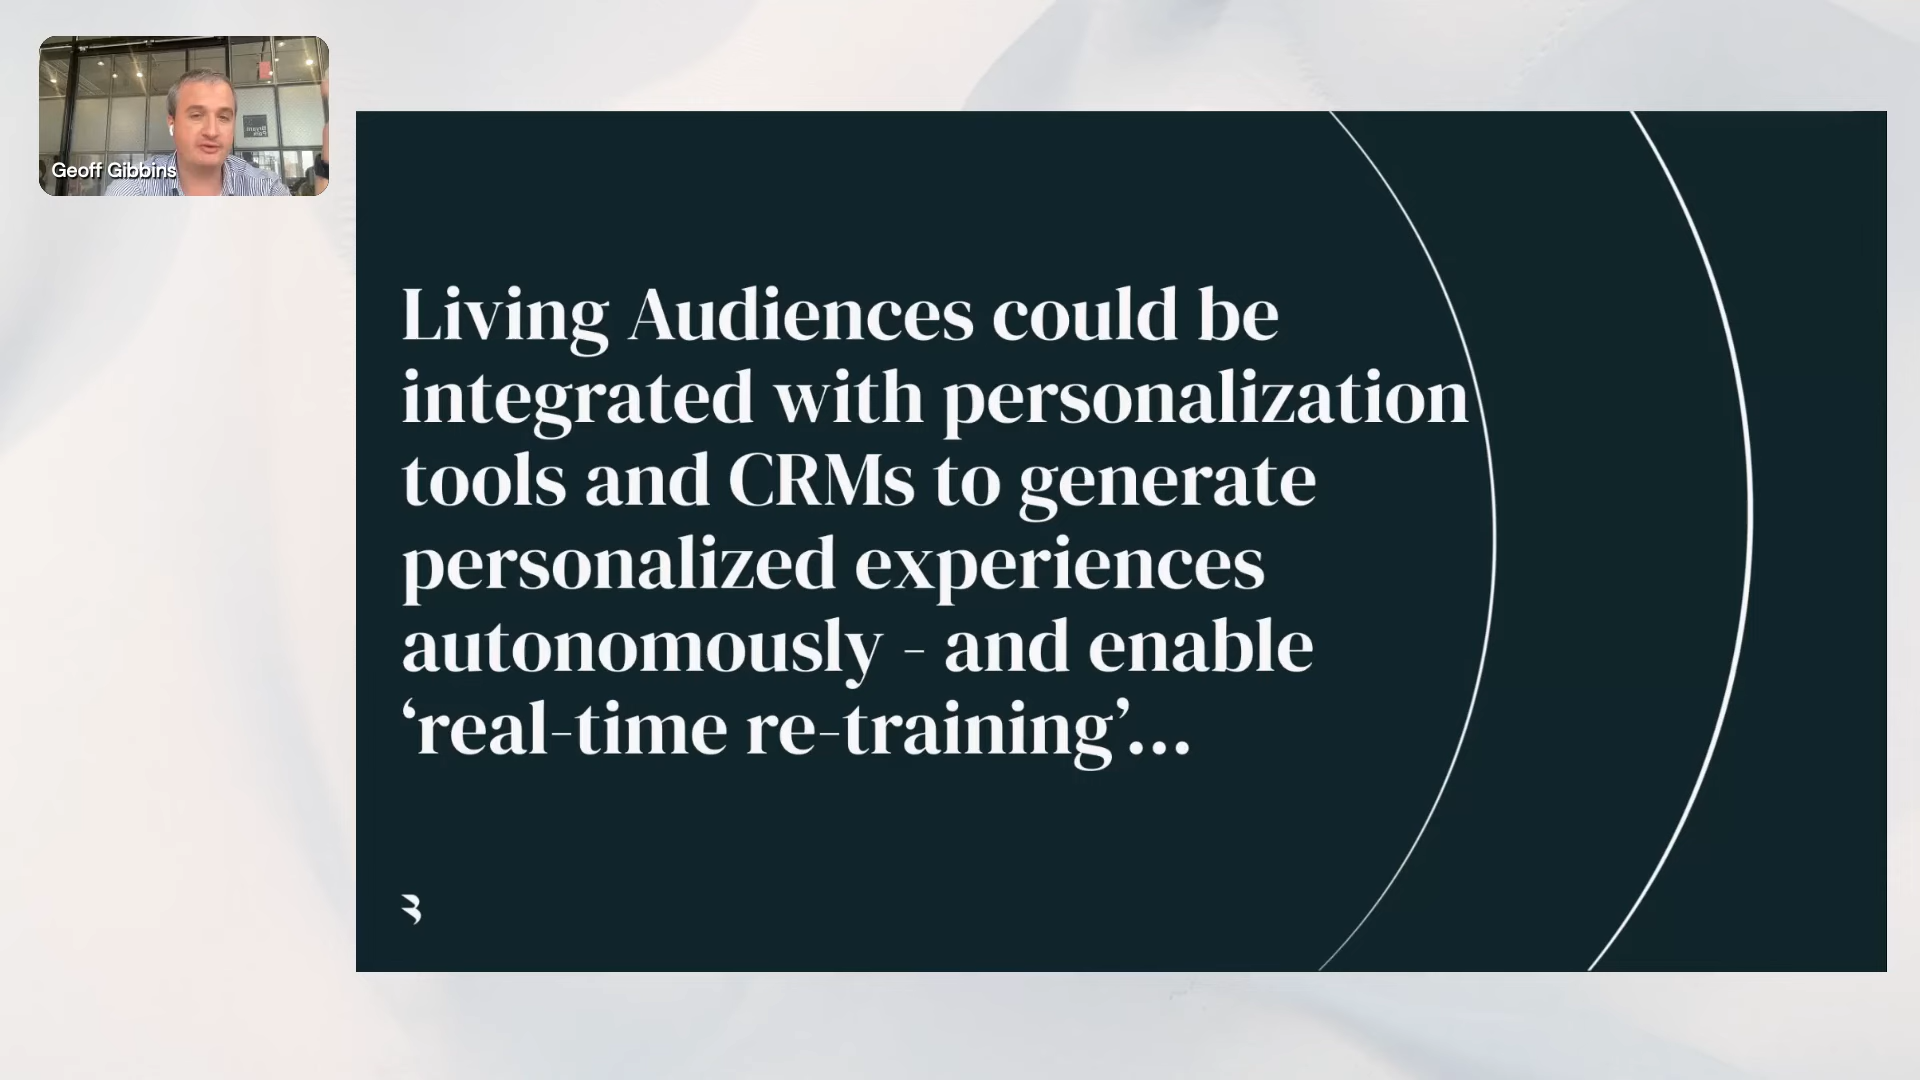 Geoff Gibbins
Living Audiences could be
integrated with personalization
tools and CRMs to generate
personalized experiences
autonomously - and enable
‘real-time re-training’...